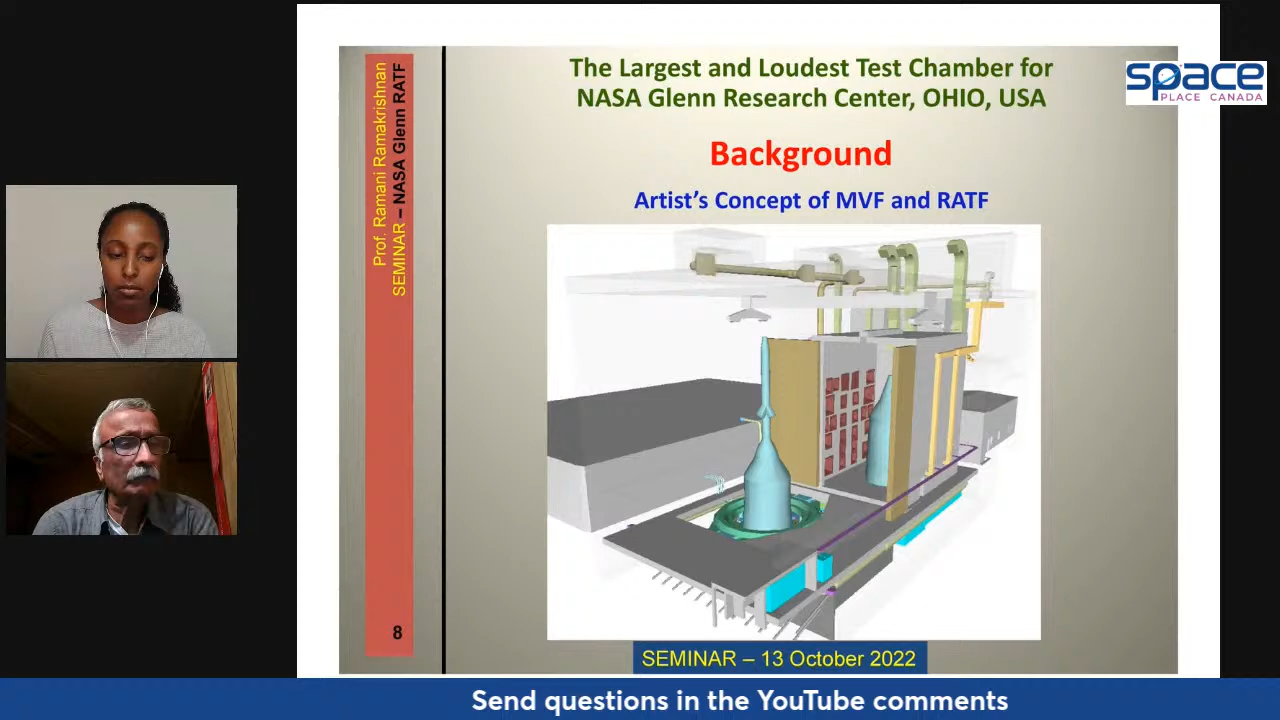 The Largest and Loudest Test Chamber for
NASA Glenn Research Center, OHIO, USA
Background
Artist's Concept of MVF and RATF
Prof. Ramani Ramakrishnan
SEMINAR – NASA Glenn RATF
8
SEMINAR – 13 October 2022
space
PLACE CANADA
Send questions in the YouTube comments